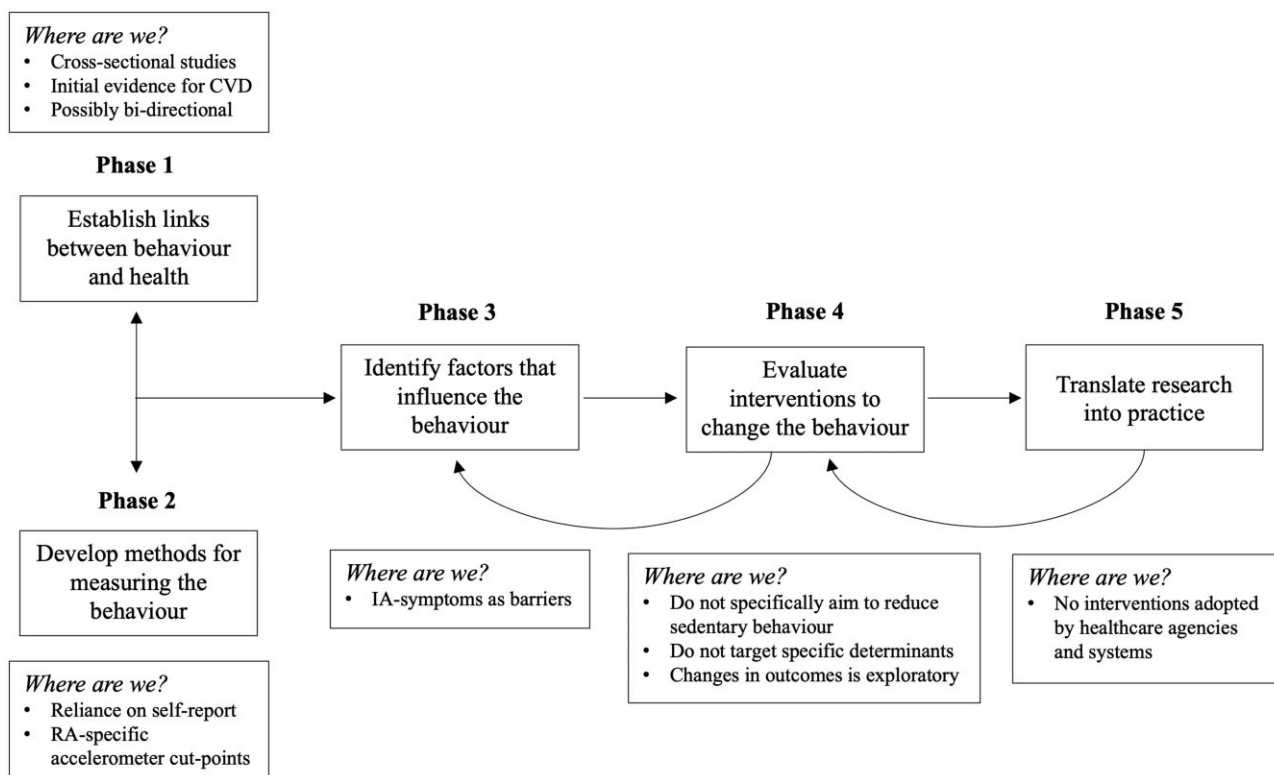 Where are we?
• Cross-sectional studies
• Initial evidence for CVD
• Possibly bi-directional
Phase 1
Establish links
between behaviour
and health
Phase 2
Develop methods for
measuring the
behaviour
Where are we?
• Reliance on self-report
• RA-specific
accelerometer cut-points
Phase 3
Identify factors that
influence the
behaviour
Where are we?
• IA-symptoms as barriers
Phase 4
Evaluate
interventions to
change the behaviour
Where are we?
• Do not specifically aim to reduce
sedentary behaviour
• Do not target specific determinants
• Changes in outcomes is exploratory
Phase 5
Translate research
into practice
Where are we?
• No interventions adopted
by healthcare agencies
and systems